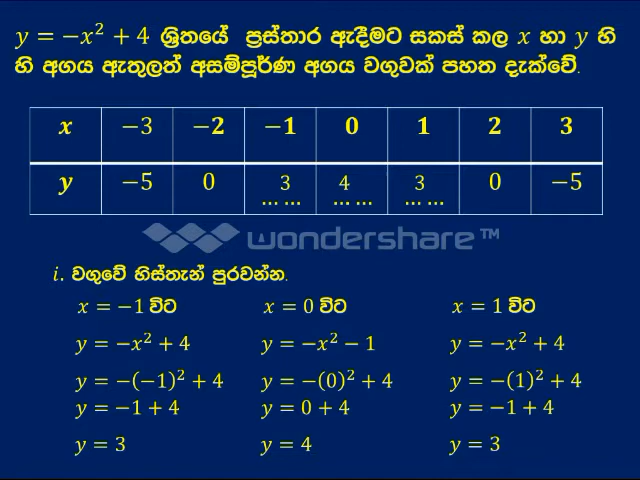 y = −x² + 4 ශ්‍රිතයේ ප්‍රස්තාර ඇදීමට සකස් කල x හා y හි
හි අගය ඇතුලත් අසම්පූර්ණ අගය වගුවක් පහත දැක්වේ.
x −3 −2 −1 0 1 2 3
y −5 0 3 4 3 0 −5
... ... ... ... ... ...
wondershare™
i. වගුවේ හිස්තැන් පුරවන්න.
x = −1 විට x = 0 විට x = 1 විට
y = −x² + 4 y = −x² − 1 y = −x² + 4
y = −(−1)² + 4 y = −(0)² + 4 y = −(1)² + 4
y = −1 + 4 y = 0 + 4 y = −1 + 4
y = 3 y = 4 y = 3